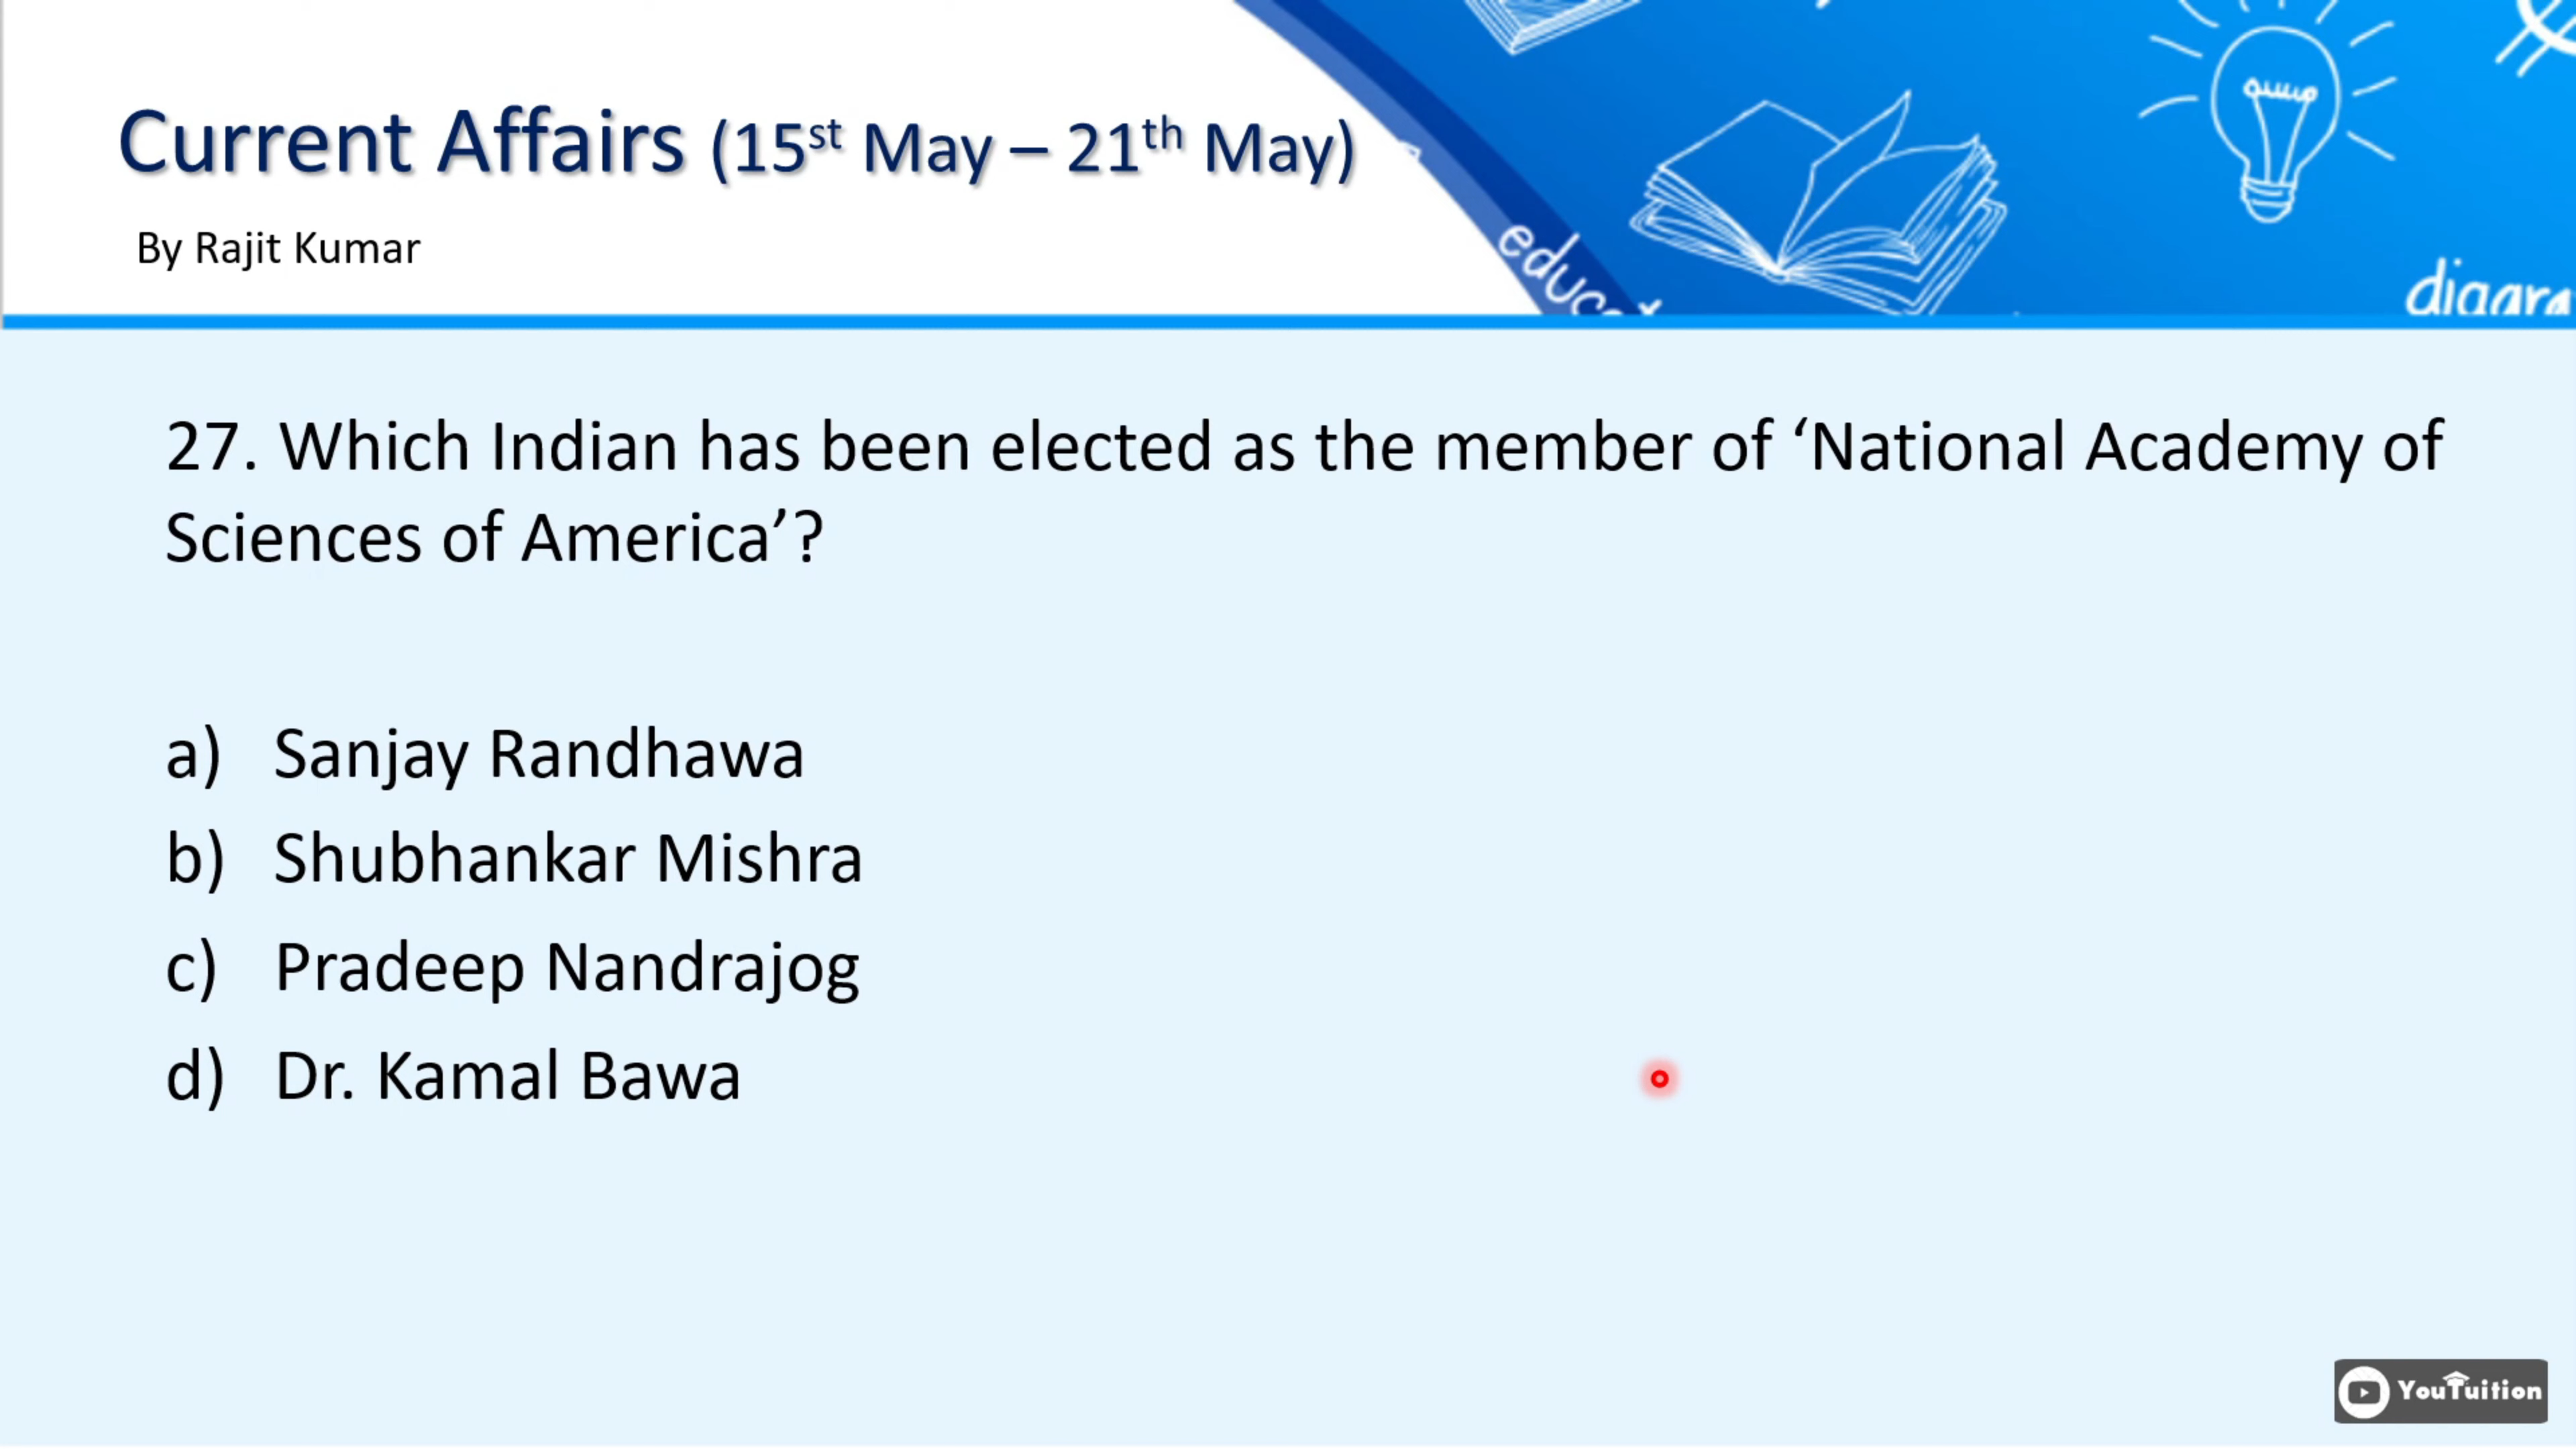 Current Affairs (15st May – 21th May)
By Rajit Kumar
27. Which Indian has been elected as the member of ‘National Academy of
Sciences of America’?
a) Sanjay Randhawa
b) Shubhankar Mishra
c) Pradeep Nandrajog
d) Dr. Kamal Bawa
YouTuition